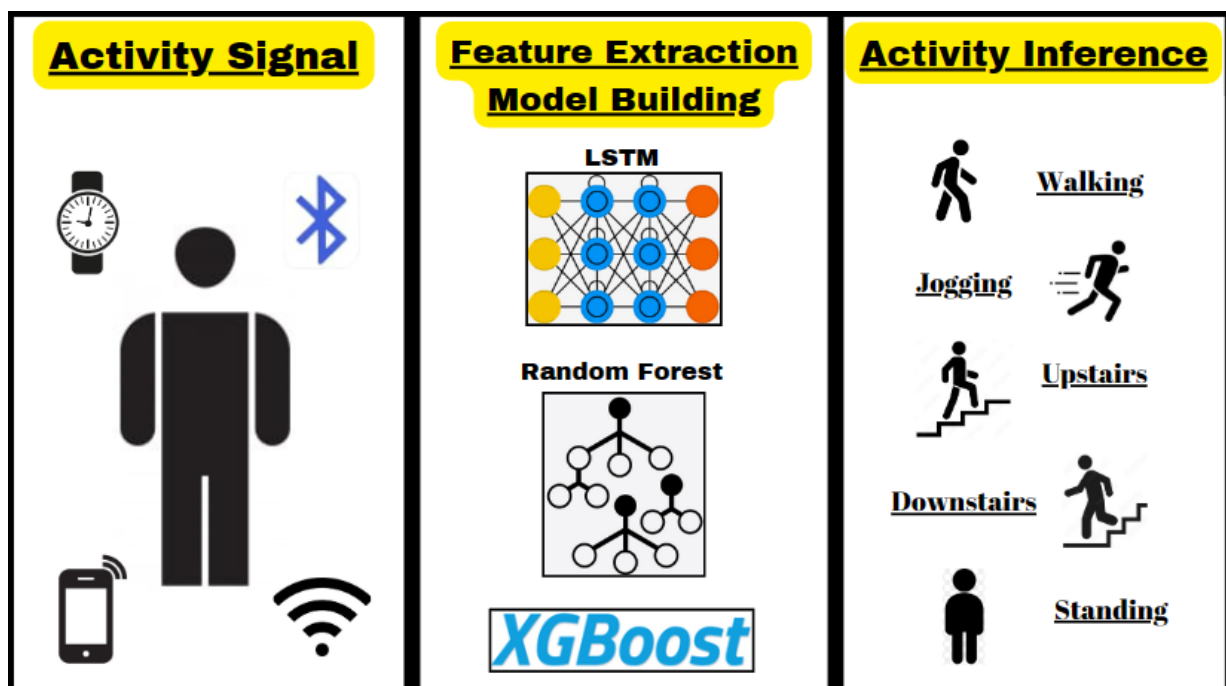 Activity Signal
Feature Extraction
Model Building
LSTM
Random Forest
XGBoost
Activity Inference
Walking
Jogging
Upstairs
Downstairs
Standing